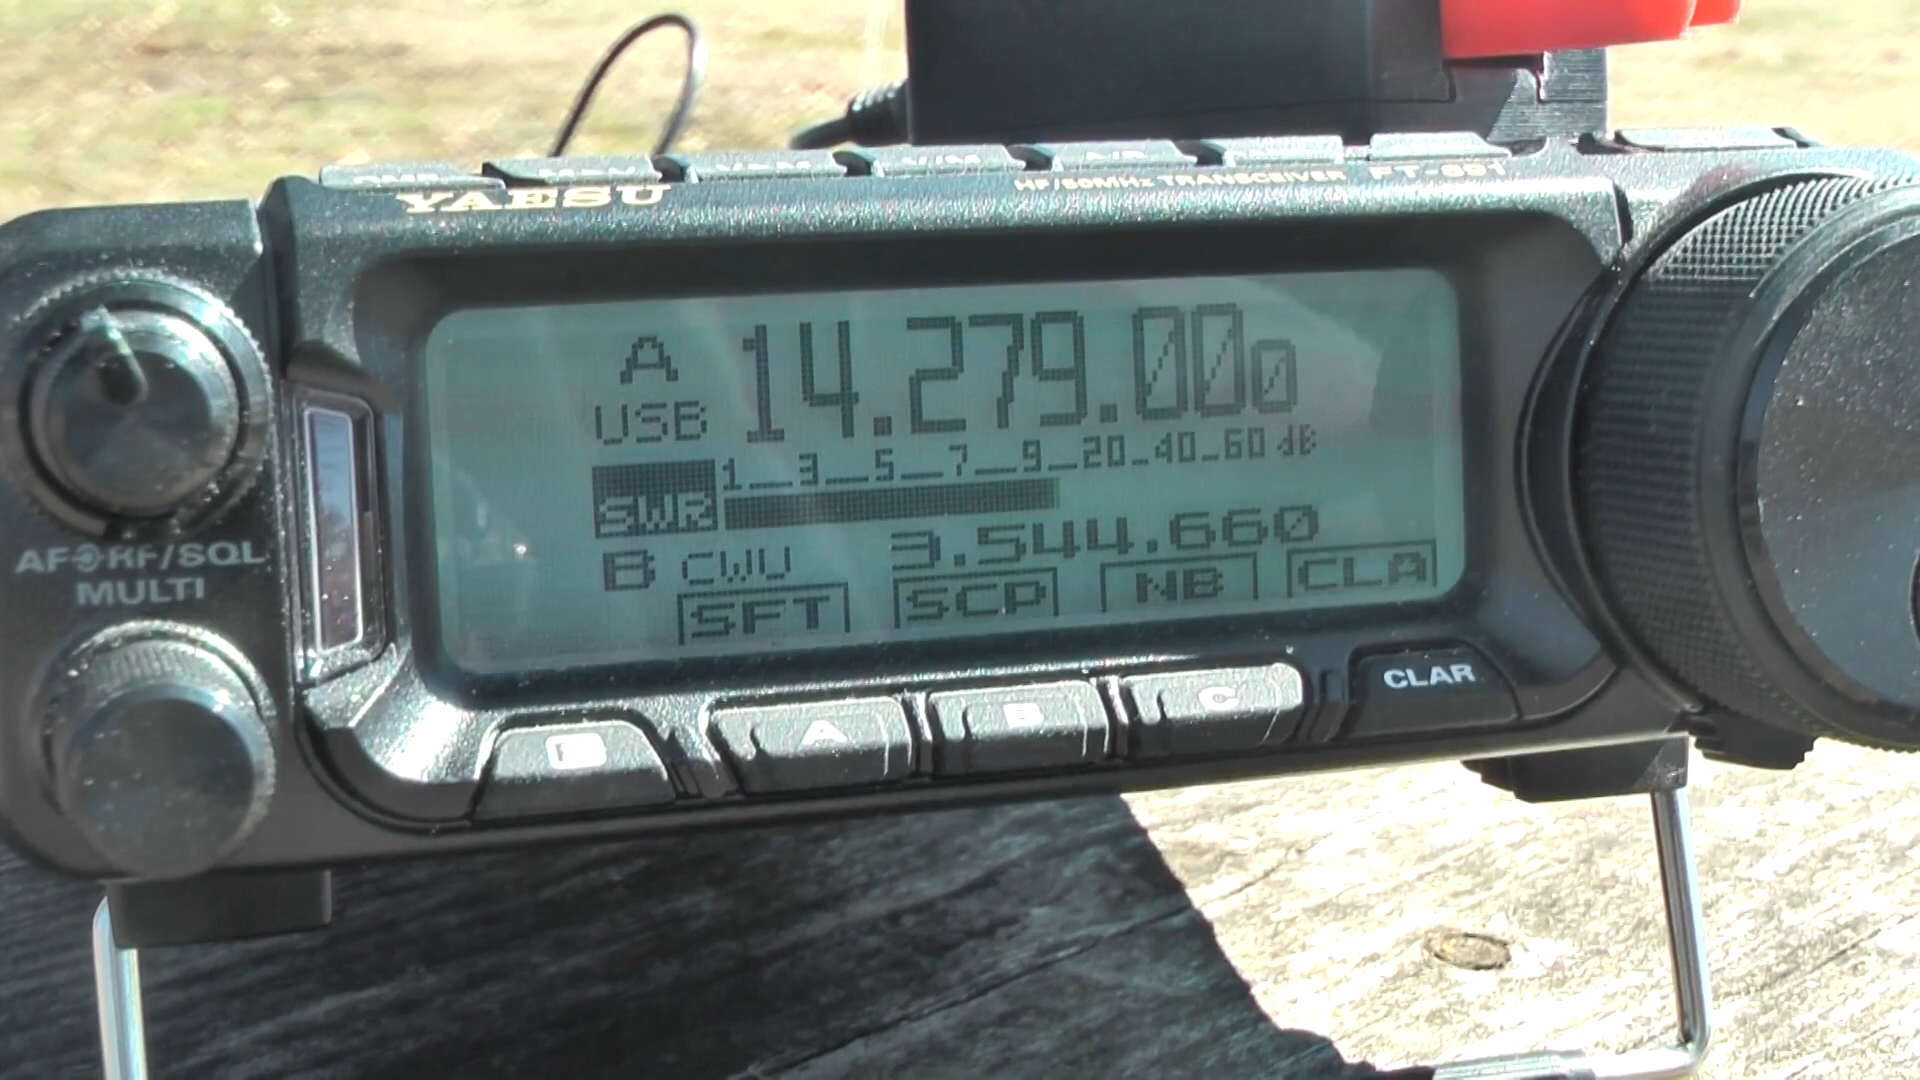 YAESU
HF/50MHz TRANSCEIVER FT-891
A 14.279.000
USB
1__3__5__7__9_20_40_60 dB
SWR
B CWU 3.544.660
SFT SCP NB CLA
AF RF/SQL
MULTI
F A B C CLAR